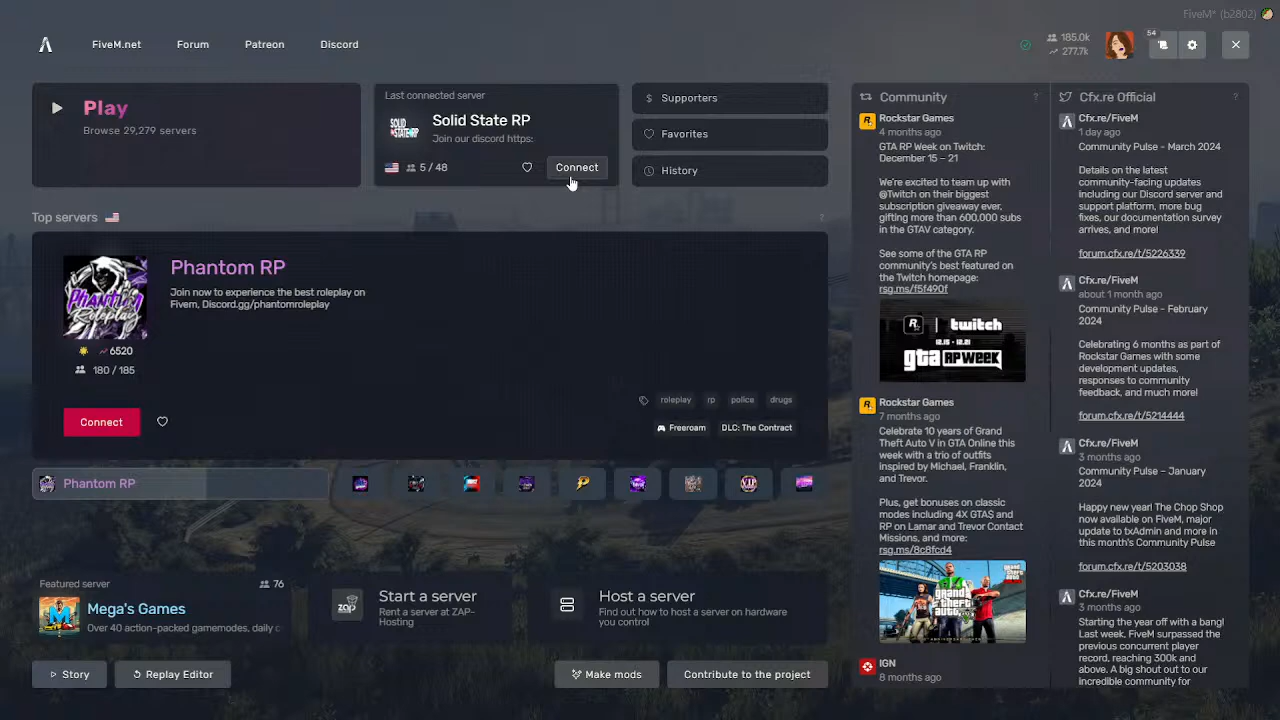 FiveM* (b2802)
FiveM.net
Forum
Patreon
Discord
185.0k
277.7k
54
Play
Browse 29,279 servers
Last connected server
SOLID
STATERP
Solid State RP
Join our discord https:
5 / 48
Connect
$ Supporters
Favorites
History
Top servers
?
Phantom
Roleplay
Phantom RP
Join now to experience the best roleplay on
Fivem, Discord.gg/phantomroleplay
6520
180 / 185
Connect
roleplay
rp
police
drugs
Freeroam
DLC: The Contract
Phantom RP
Featured server
76
Mega's Games
Over 40 action-packed gamemodes, daily c
ZAP
Start a server
Rent a server at ZAP-
Hosting
Host a server
Find out how to host a server on hardware
you control
Story
Replay Editor
Make mods
Contribute to the project
Community
?
Rockstar Games
4 months ago
GTA RP Week on Twitch:
December 15 – 21
We're excited to team up with
@Twitch on their biggest
subscription giveaway ever,
gifting more than 600,000 subs
in the GTAV category.
See some of the GTA RP
community's best featured on
the Twitch homepage:
rsg.ms/f5f490f
R | twitch
12.15 - 12.21
gta RP WEEK
Rockstar Games
7 months ago
Celebrate 10 years of Grand
Theft Auto V in GTA Online this
week with a trio of outfits
inspired by Michael, Franklin,
and Trevor.
Plus, get bonuses on classic
modes including 4X GTA$ and
RP on Lamar and Trevor Contact
Missions, and more:
rsg.ms/8c8fcd4
grand
theft
auto
IGN
8 months ago
Cfx.re Official
?
Cfx.re/FiveM
1 day ago
Community Pulse - March 2024
Details on the latest
community-facing updates
including our Discord server and
support platform, more bug
fixes, our documentation survey
arrives, and more!
forum.cfx.re/t/5226339
Cfx.re/FiveM
about 1 month ago
Community Pulse - February
2024
Celebrating 6 months as part of
Rockstar Games with some
development updates,
responses to community
feedback, and much more!
forum.cfx.re/t/5214444
Cfx.re/FiveM
3 months ago
Community Pulse - January
2024
Happy new year! The Chop Shop
now available on FiveM, major
update to txAdmin and more in
this month's Community Pulse
forum.cfx.re/t/5203038
Cfx.re/FiveM
3 months ago
Starting the year off with a bang!
Last week, FiveM surpassed the
previous concurrent player
record, reaching 300k and
above. A big shout out to our
incredible community for